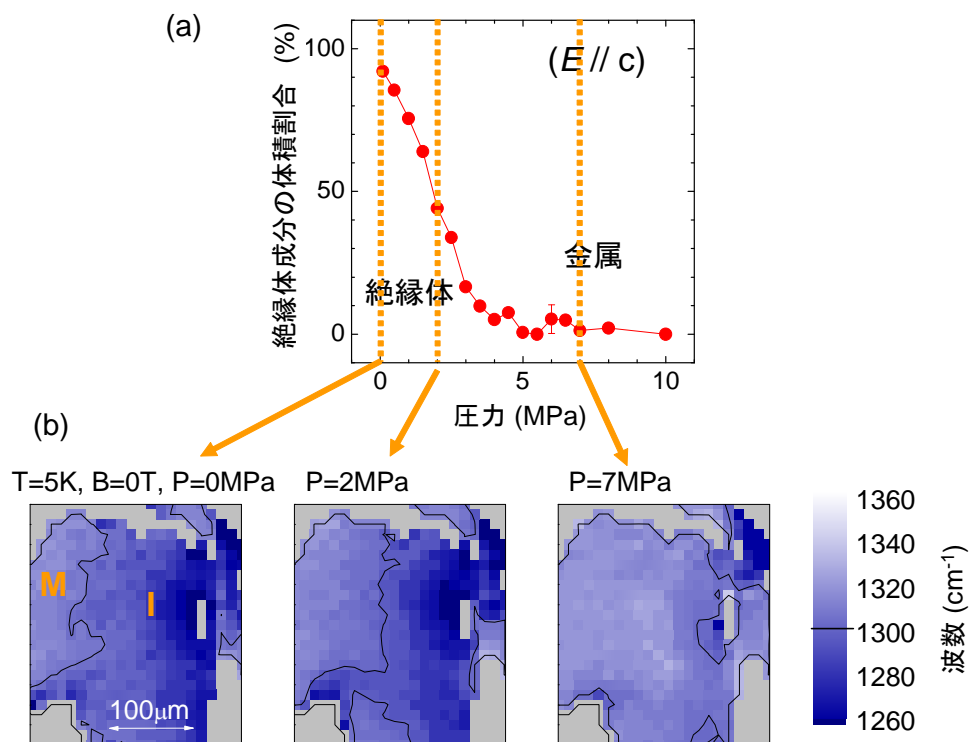 (a)
絶縁体成分の体積割合 (%)
100
50
0
(E // c)
絶縁体
金属
0
5
10
圧力 (MPa)
(b)
T=5K, B=0T, P=0MPa
P=2MPa
P=7MPa
M
I
100μm
1360
1340
1320
1300
1280
1260
波数 (cm-1)